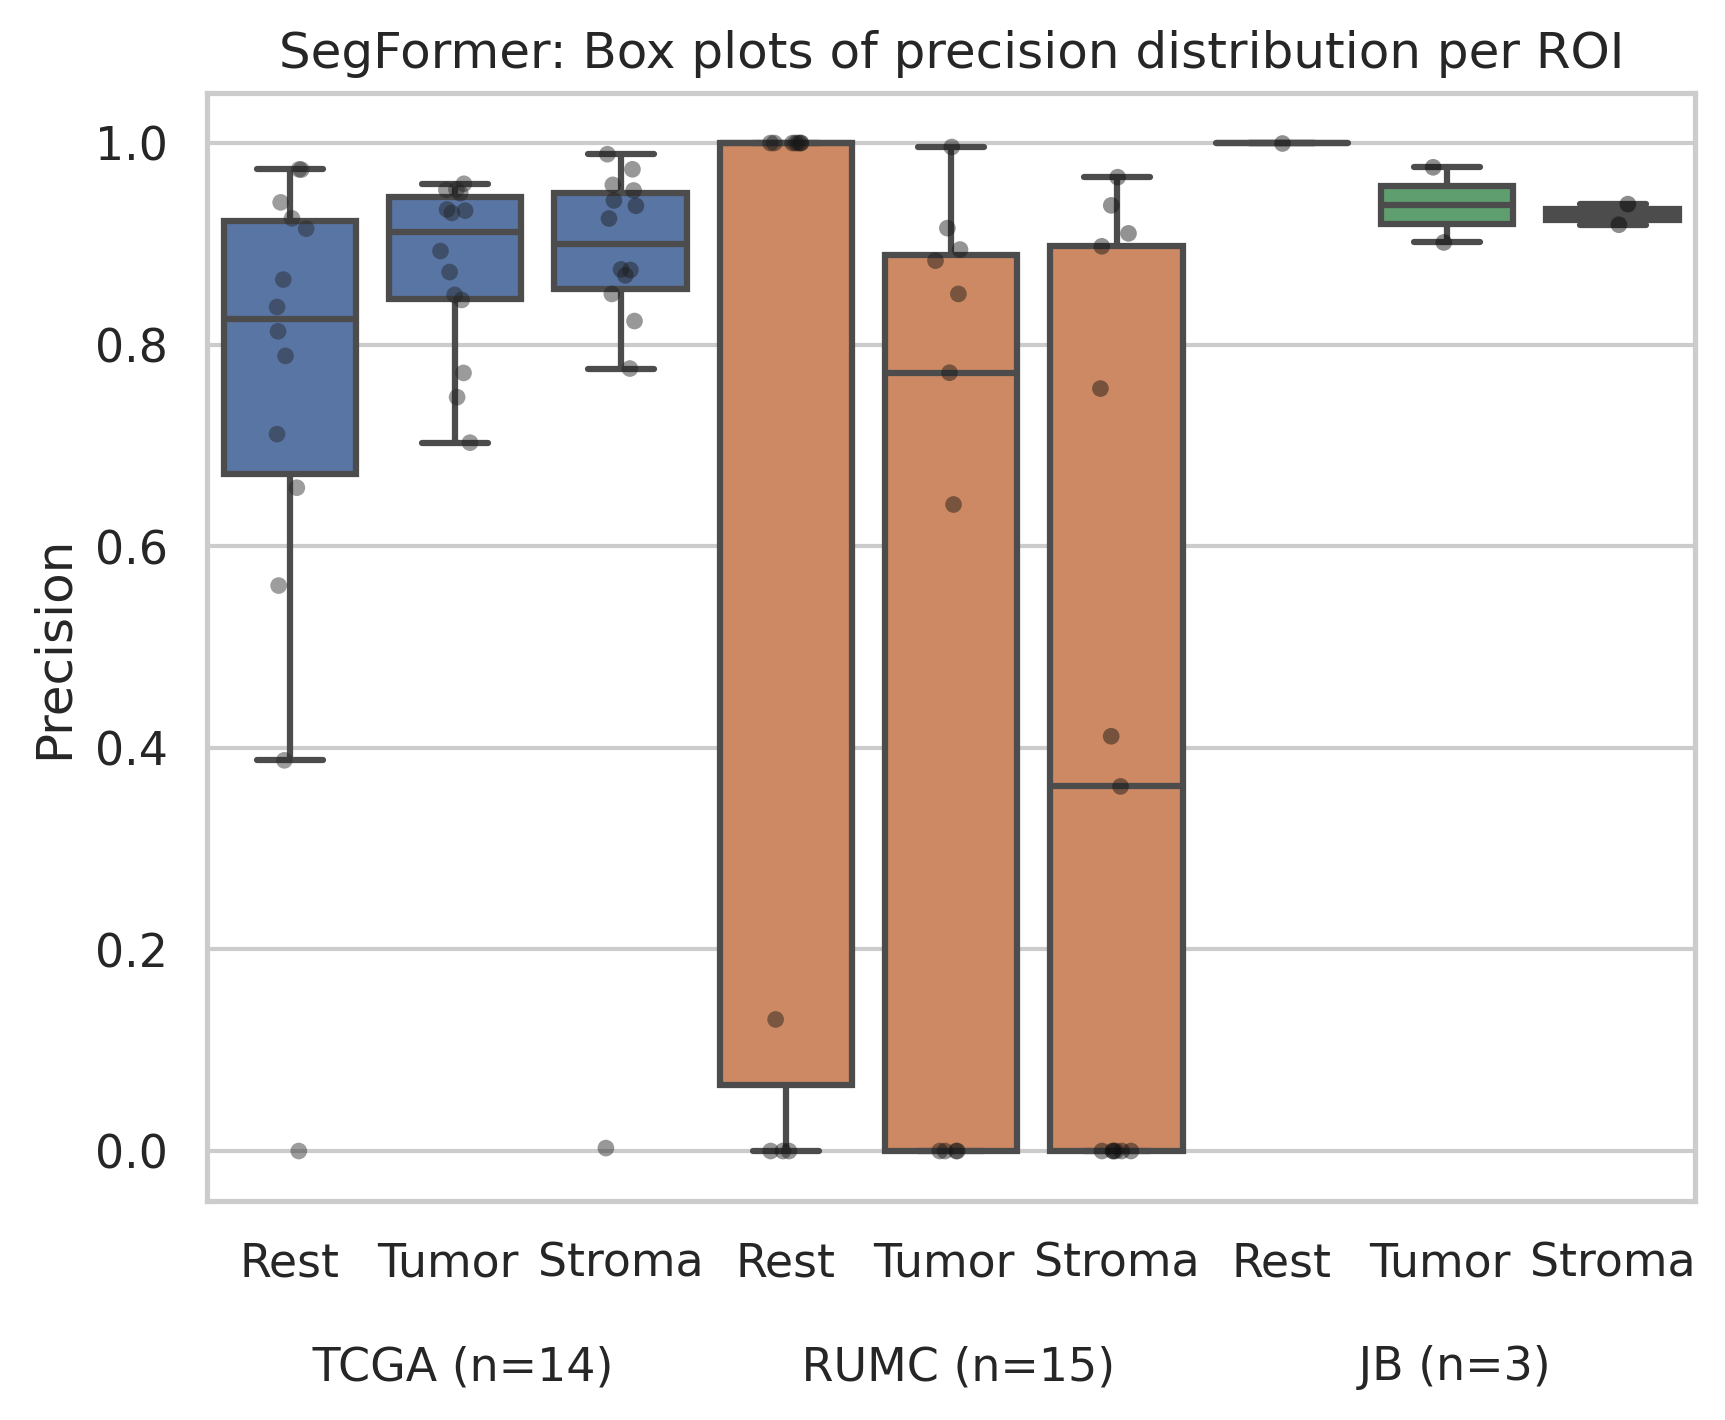 SegFormer: Box plots of precision distribution per ROI
Precision
1.0
0.8
0.6
0.4
0.2
0.0
Rest Tumor Stroma Rest Tumor Stroma Rest Tumor Stroma
TCGA (n=14) RUMC (n=15) JB (n=3)